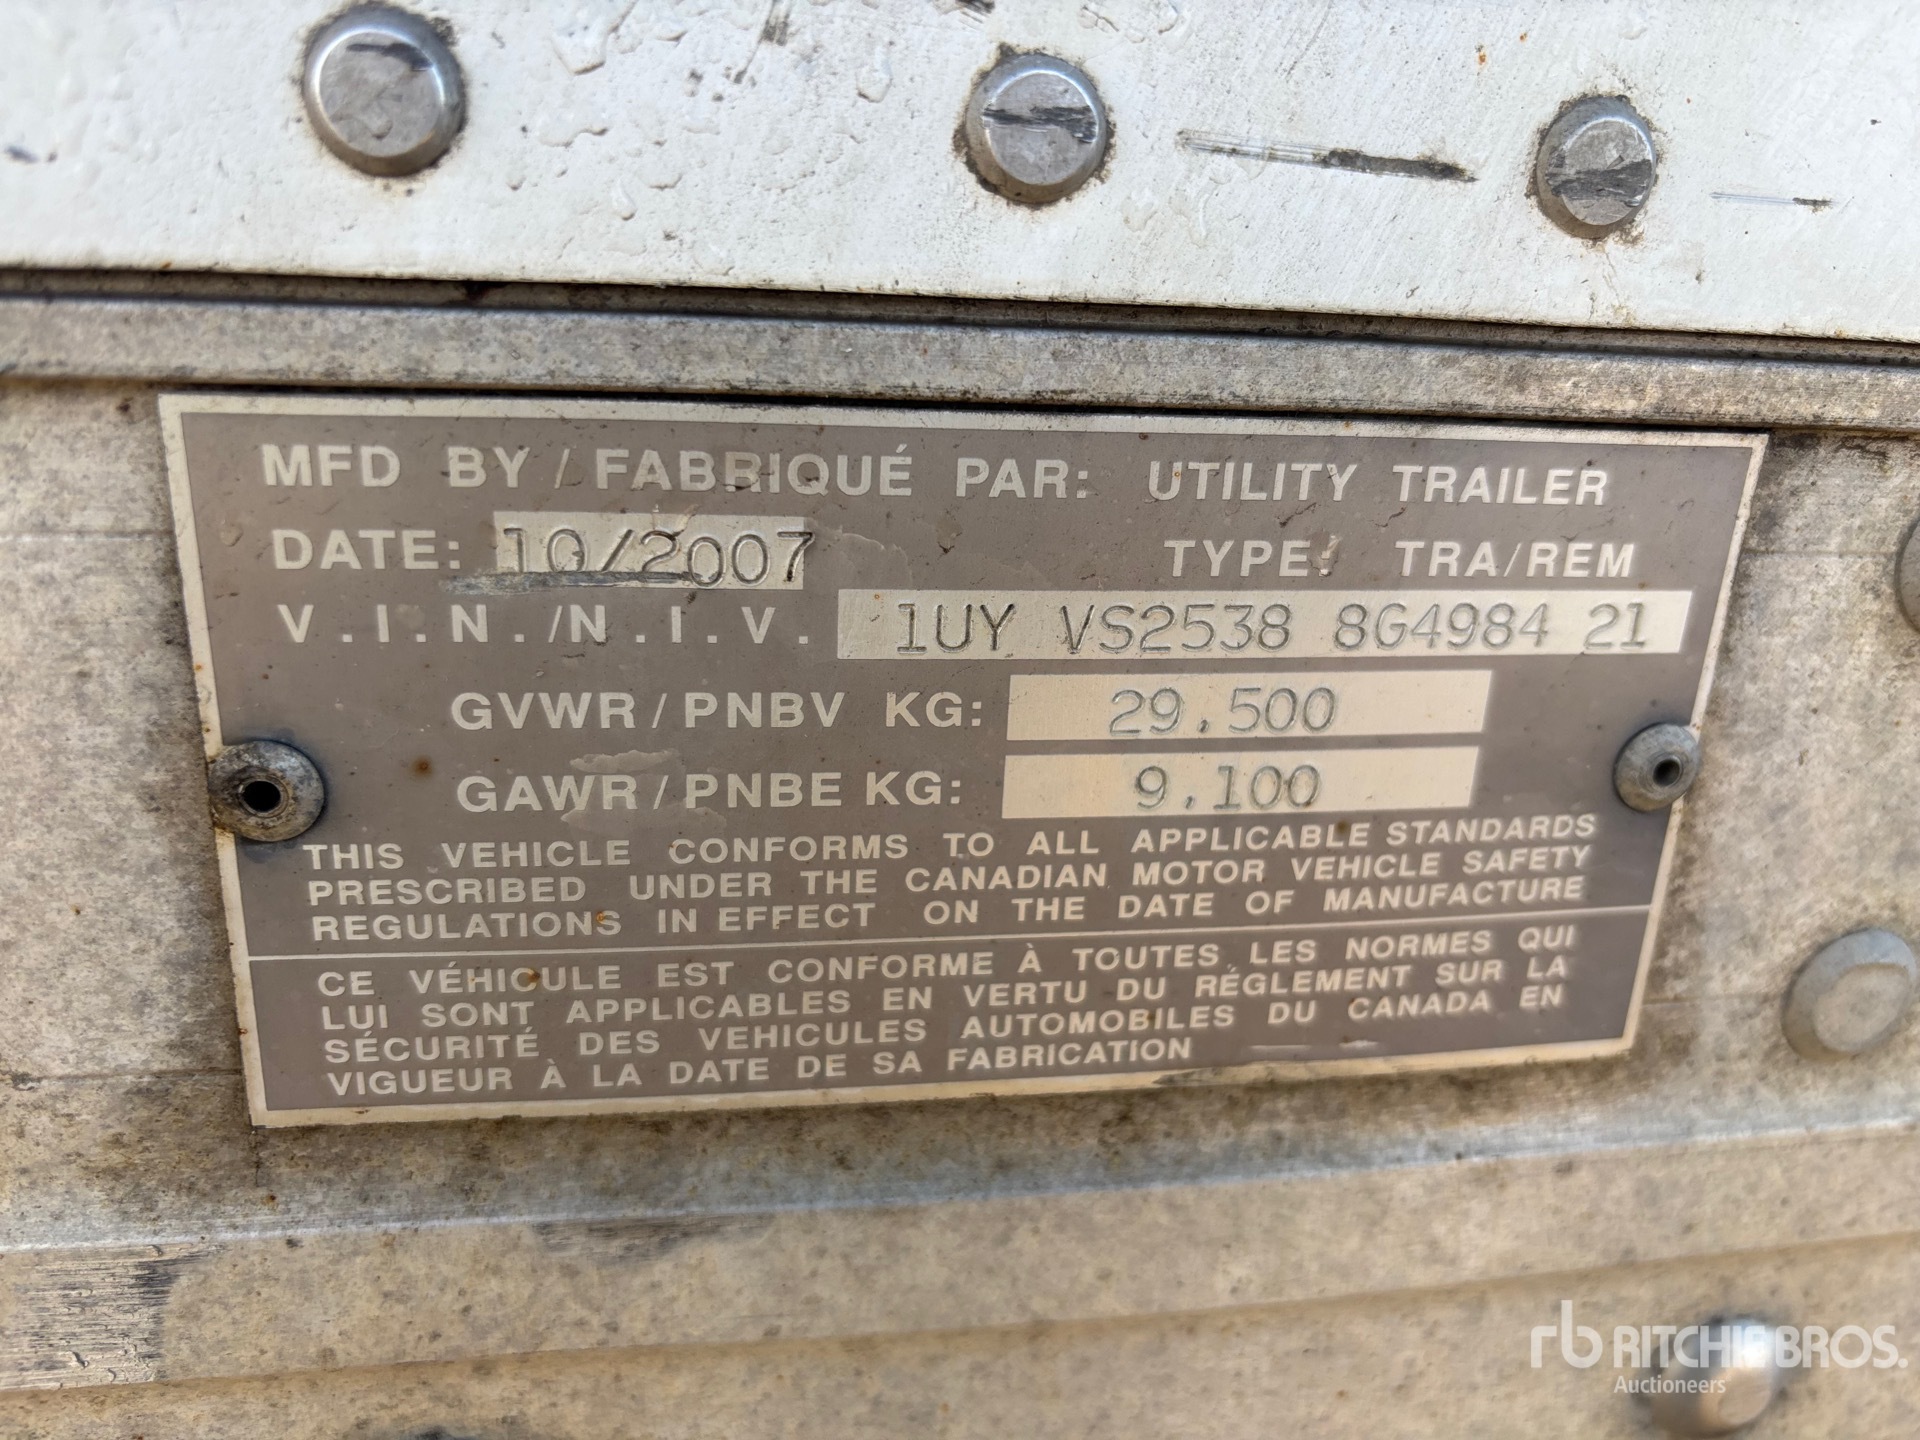 MFD BY / FABRIQUÉ PAR: UTILITY TRAILER
DATE: 10/2007 TYPE: TRA/REM
V.I.N./N.I.V. 1UY VS2538 8G4984 21
GVWR/PNBV KG: 29,500
GAWR/PNBE KG: 9,100
THIS VEHICLE CONFORMS TO ALL APPLICABLE STANDARDS
PRESCRIBED UNDER THE CANADIAN MOTOR VEHICLE SAFETY
REGULATIONS IN EFFECT ON THE DATE OF MANUFACTURE
CE VÉHICULE EST CONFORME À TOUTES LES NORMES QUI
LUI SONT APPLICABLES EN VERTU DU RÉGLEMENT SUR LA
SÉCURITÉ DES VEHICULES AUTOMOBILES DU CANADA EN
VIGUEUR À LA DATE DE SA FABRICATION
rb RITCHIE BROS.
Auctioneers